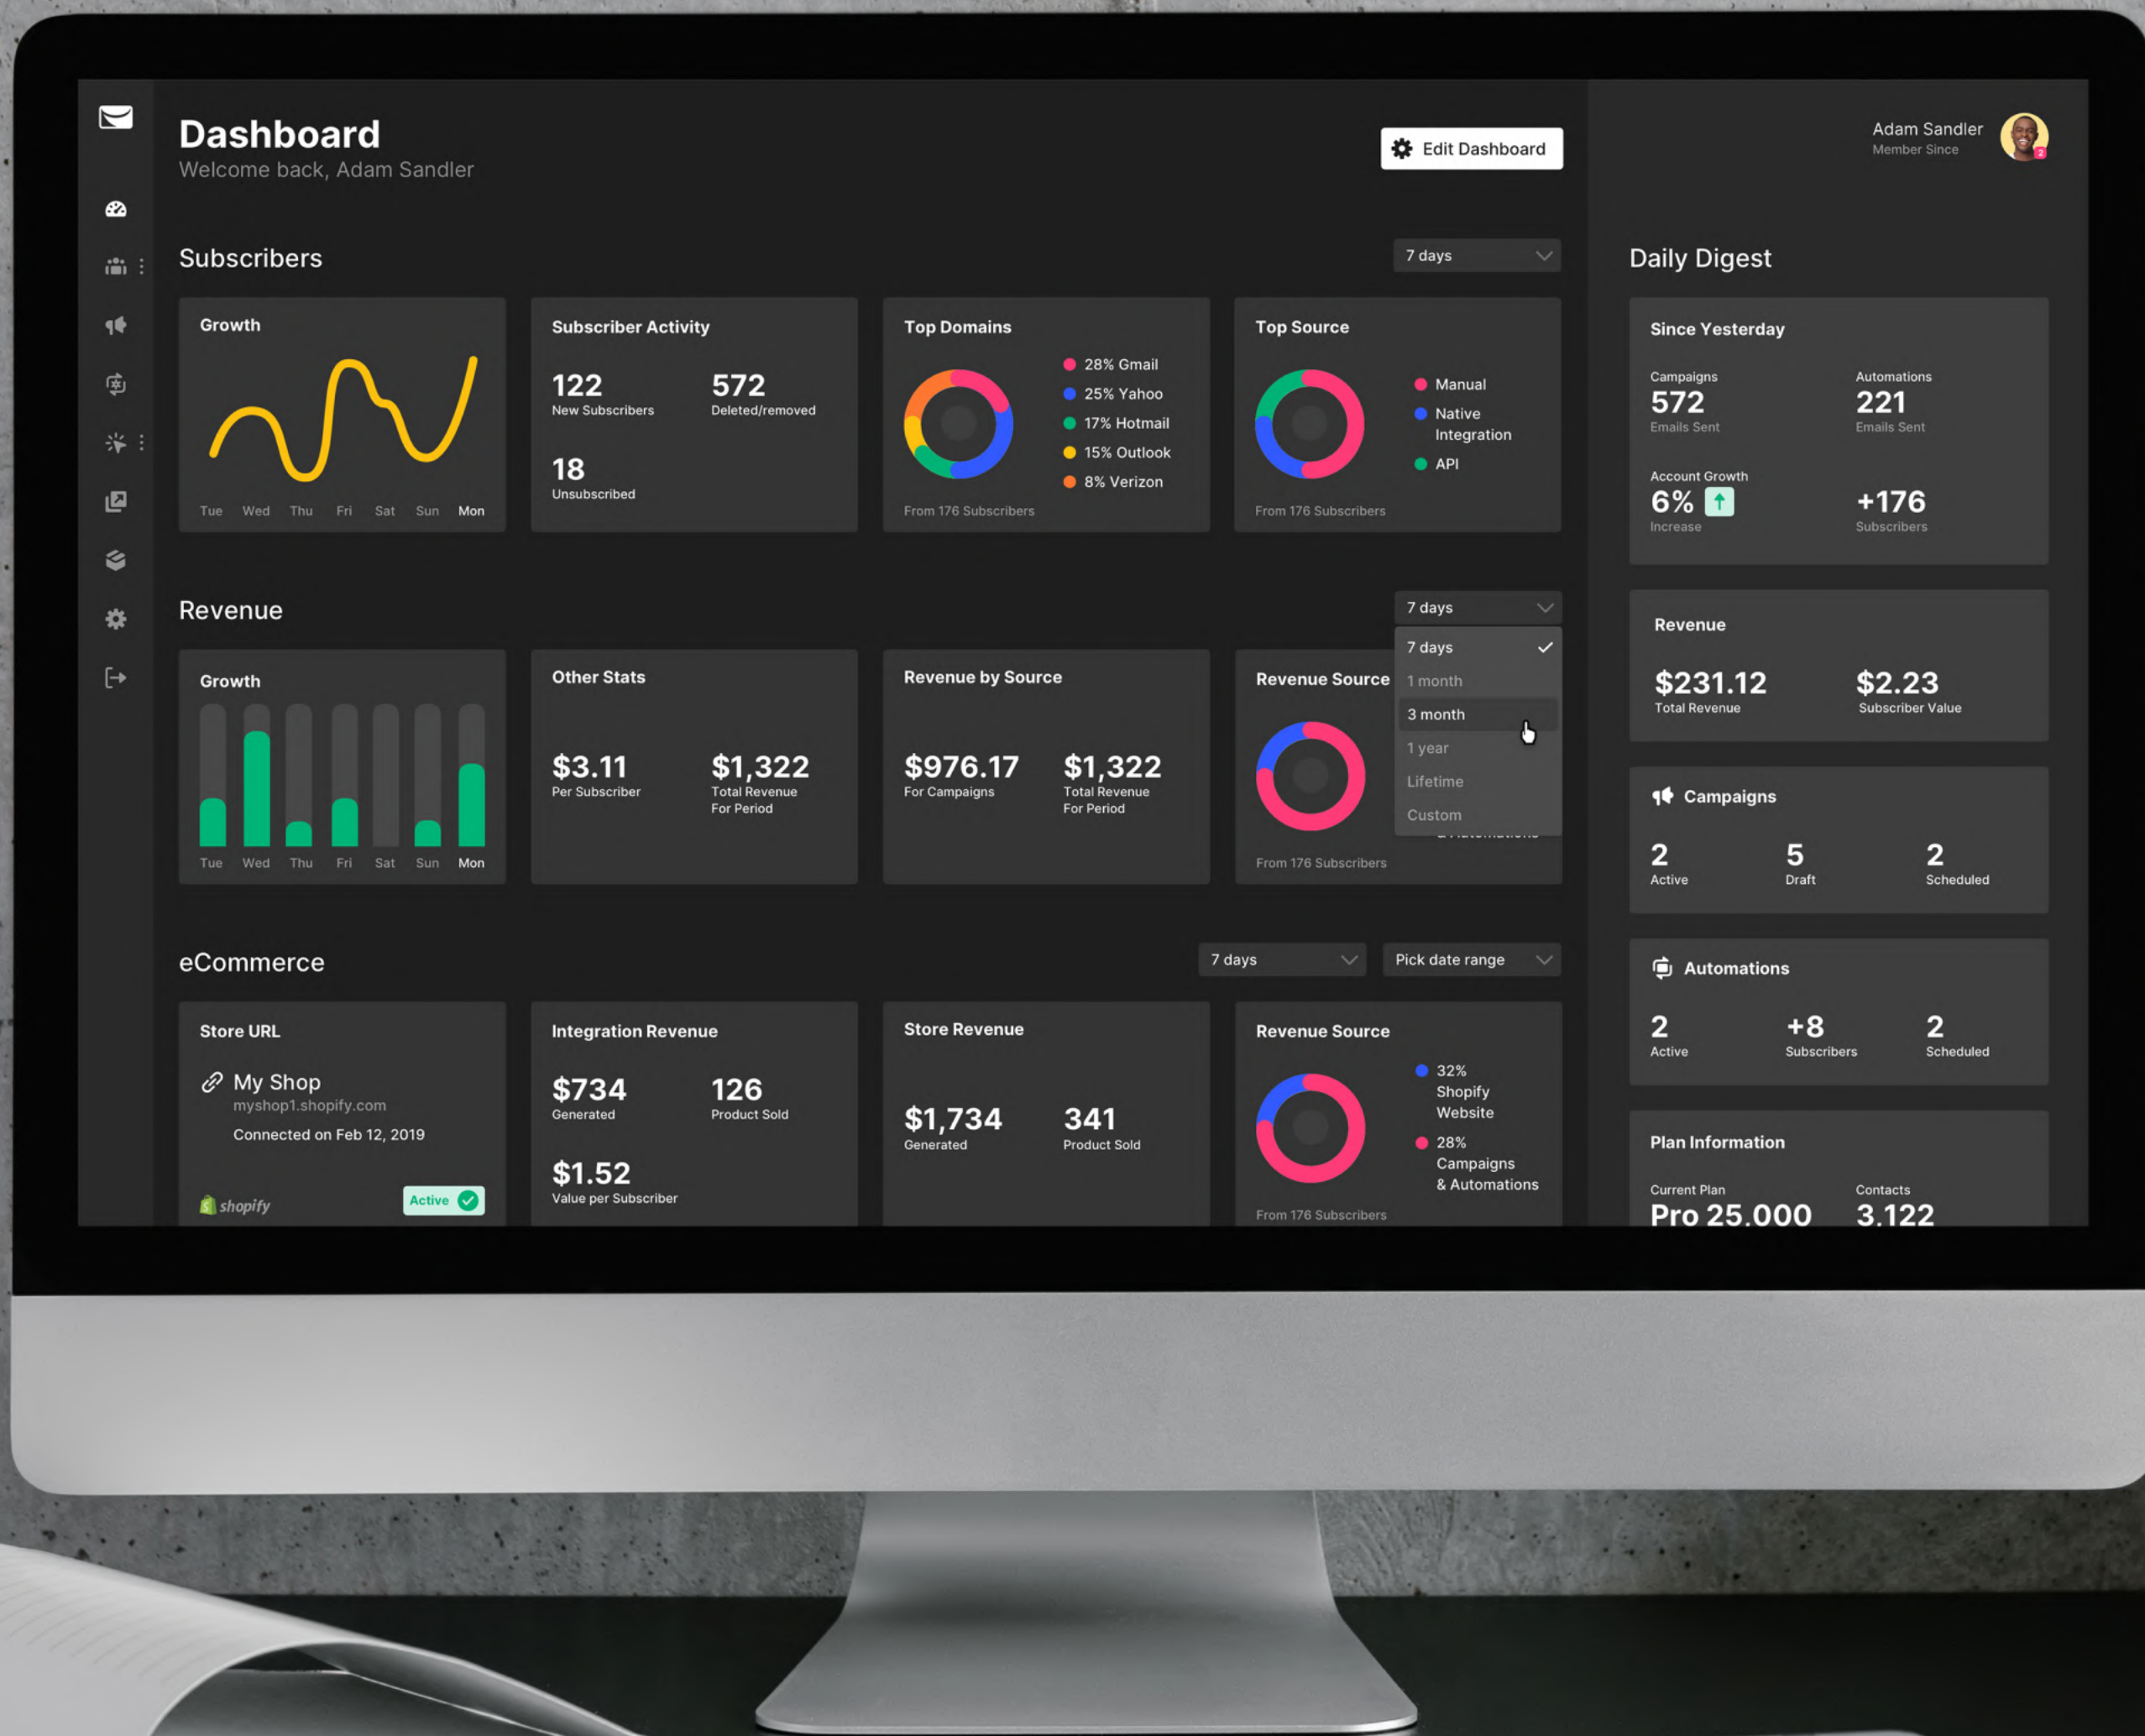 Dashboard
Welcome back, Adam Sandler
Edit Dashboard
Adam Sandler
Member Since
2
Subscribers
7 days
Growth
Tue Wed Thu Fri Sat Sun Mon
Subscriber Activity
122 572
New Subscribers Deleted/removed
18
Unsubscribed
Top Domains
28% Gmail
25% Yahoo
17% Hotmail
15% Outlook
8% Verizon
From 176 Subscribers
Top Source
Manual
Native
Integration
API
From 176 Subscribers
Revenue
7 days
7 days
1 month
3 month
1 year
Lifetime
Custom
Growth
Tue Wed Thu Fri Sat Sun Mon
Other Stats
$3.11 $1,322
Per Subscriber Total Revenue
For Period
Revenue by Source
$976.17 $1,322
For Campaigns Total Revenue
For Period
Revenue Source
From 176 Subscribers
eCommerce
7 days
Pick date range
Store URL
My Shop
myshop1.shopify.com
Connected on Feb 12, 2019
shopify
Active
Integration Revenue
$734 126
Generated Product Sold
$1.52
Value per Subscriber
Store Revenue
$1,734 341
Generated Product Sold
Revenue Source
32%
Shopify
Website
28%
Campaigns
& Automations
From 176 Subscribers
Daily Digest
Since Yesterday
Campaigns Automations
572 221
Emails Sent Emails Sent
Account Growth
6% +176
Increase Subscribers
Revenue
$231.12 $2.23
Total Revenue Subscriber Value
Campaigns
2 5 2
Active Draft Scheduled
Automations
2 +8 2
Active Subscribers Scheduled
Plan Information
Current Plan Contacts
Pro 25,000 3,122